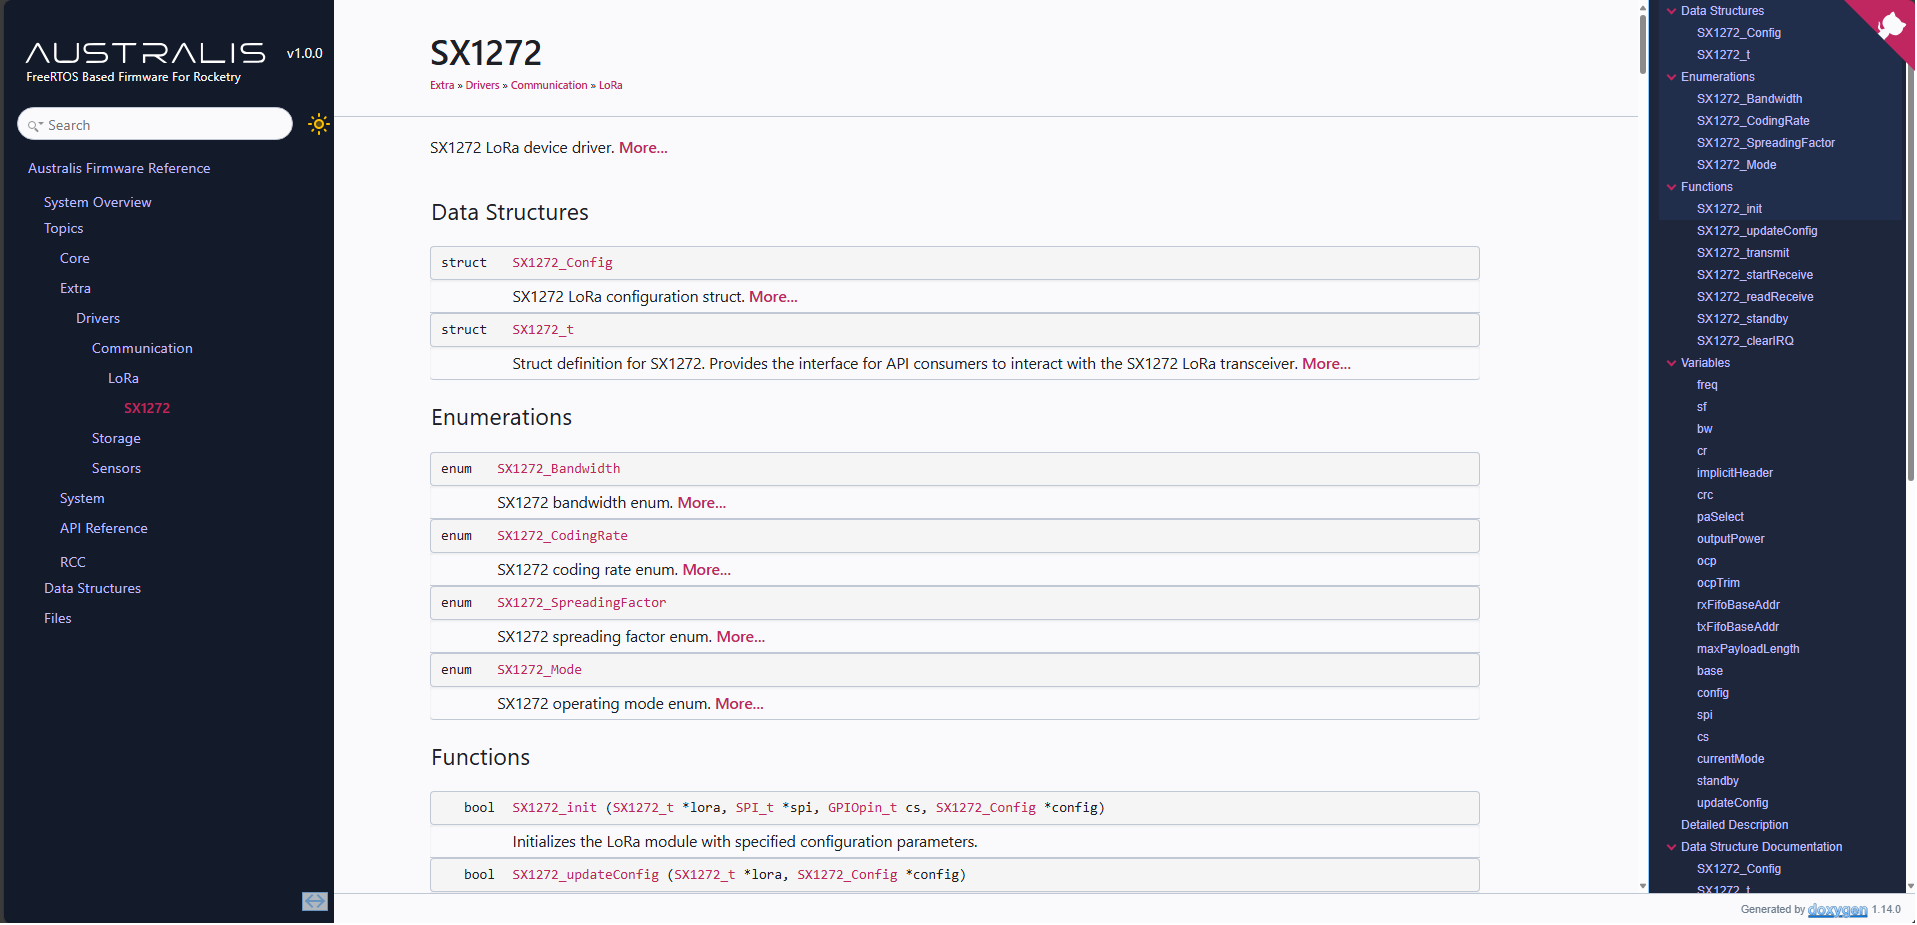 AUSTRALIS v1.0.0
FreeRTOS Based Firmware For Rocketry
Search
Australis Firmware Reference
System Overview
Topics
Core
Extra
Drivers
Communication
LoRa
SX1272
Storage
Sensors
System
API Reference
RCC
Data Structures
Files
SX1272
Extra » Drivers » Communication » LoRa
SX1272 LoRa device driver. More...
Data Structures
struct SX1272_Config
SX1272 LoRa configuration struct. More...
struct SX1272_t
Struct definition for SX1272. Provides the interface for API consumers to interact with the SX1272 LoRa transceiver. More...
Enumerations
enum SX1272_Bandwidth
SX1272 bandwidth enum. More...
enum SX1272_CodingRate
SX1272 coding rate enum. More...
enum SX1272_SpreadingFactor
SX1272 spreading factor enum. More...
enum SX1272_Mode
SX1272 operating mode enum. More...
Functions
bool SX1272_init (SX1272_t *lora, SPI_t *spi, GPIOpin_t cs, SX1272_Config *config)
Initializes the LoRa module with specified configuration parameters.
bool SX1272_updateConfig (SX1272_t *lora, SX1272_Config *config)
Data Structures
SX1272_Config
SX1272_t
Enumerations
SX1272_Bandwidth
SX1272_CodingRate
SX1272_SpreadingFactor
SX1272_Mode
Functions
SX1272_init
SX1272_updateConfig
SX1272_transmit
SX1272_startReceive
SX1272_readReceive
SX1272_standby
SX1272_clearIRQ
Variables
freq
sf
bw
cr
implicitHeader
crc
paSelect
outputPower
ocp
ocpTrim
rxFifoBaseAddr
txFifoBaseAddr
maxPayloadLength
base
config
spi
cs
currentMode
standby
updateConfig
Detailed Description
Data Structure Documentation
SX1272_Config
SX1272_t
Generated by doxygen 1.14.0